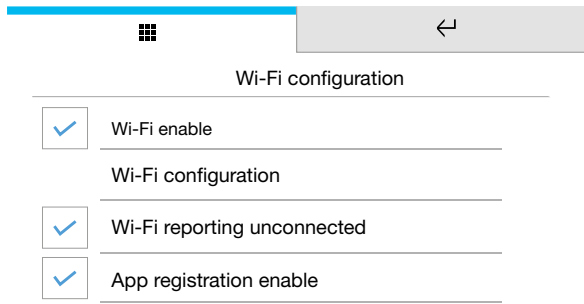 Wi-Fi configuration
Wi-Fi enable
Wi-Fi configuration
Wi-Fi reporting unconnected
App registration enable